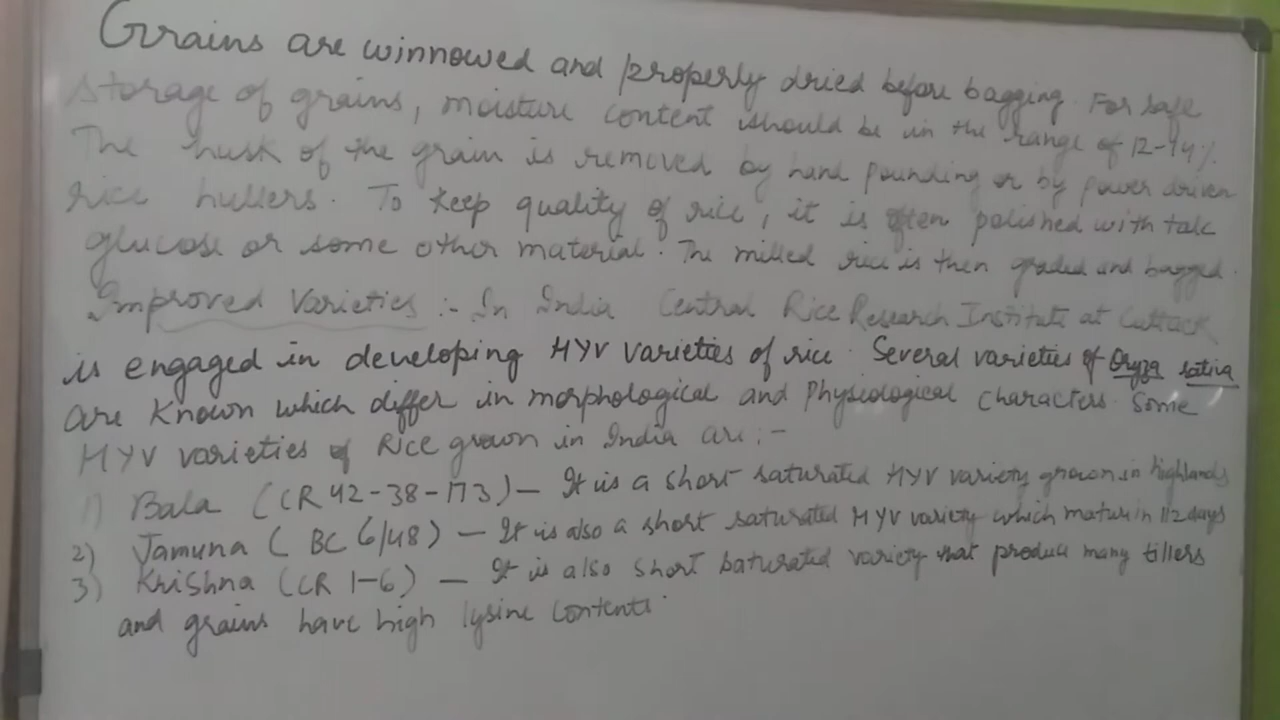 Grains are winnowed and properly dried before bagging. For safe
storage of grains, moisture content should be in the range of 12-14%.
The husk of the grain is removed by hand pounding or by power driven
rice hullers. To keep quality of rice, it is often polished with talc
glucose or some other material. The milled rice is then graded and bagged.
Improved Varieties :- In India Central Rice Research Institute at Cuttack
is engaged in developing HYV varieties of rice. Several varieties of Oryza sativa
are known which differ in morphological and Physiological characters. Some
HYV varieties of Rice grown in India are :-
1) Bala (CR 42-38-173) - It is a short saturated HYV variety grown in highlands
2) Jamuna ( BC 6/48) - It is also a short saturated HYV variety which mature in 112 days
3) Krishna (CR 1-6) - It is also short saturated variety that produce many tillers
and grains have high lysine contents.